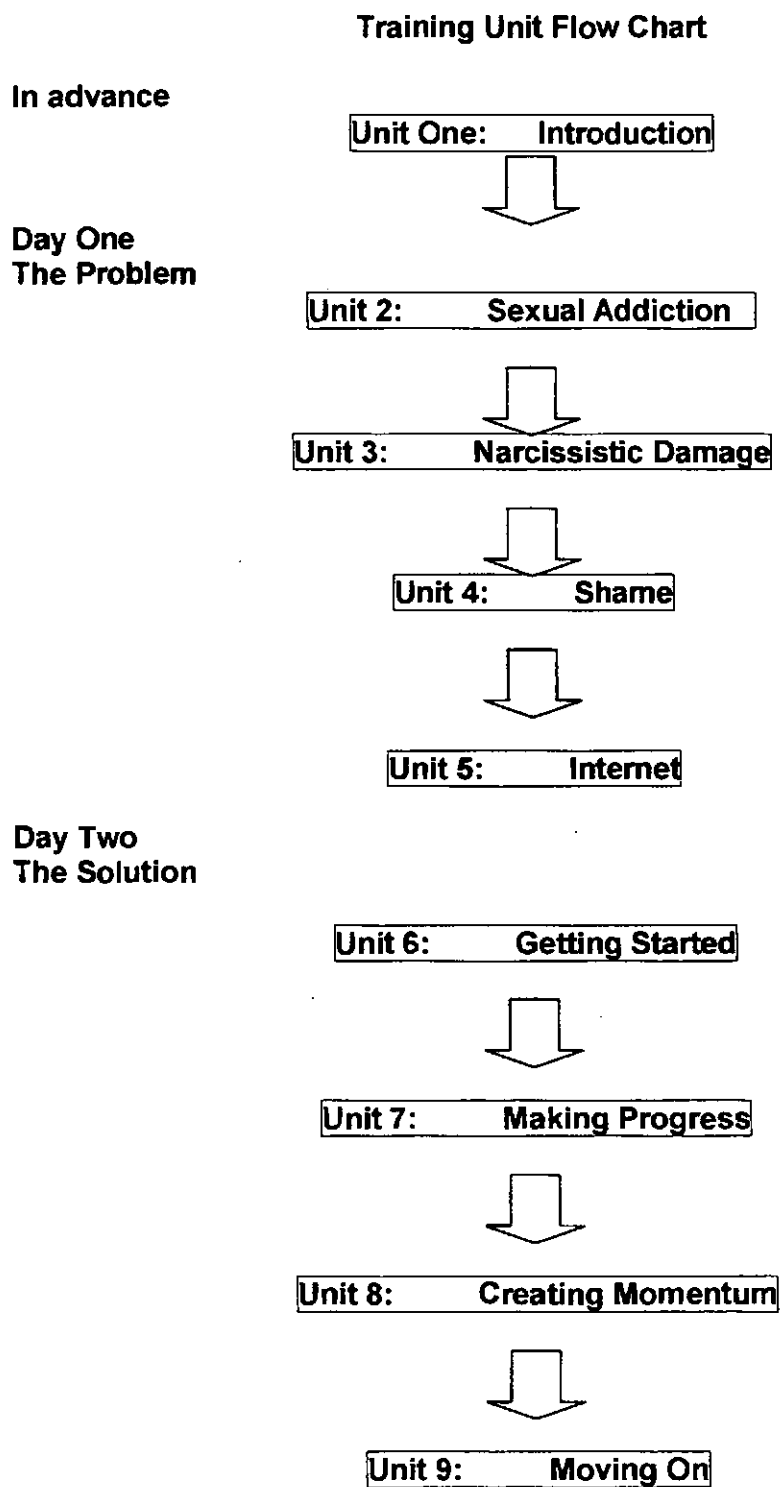 Training Unit Flow Chart
In advance
Unit One: Introduction
Day One
The Problem
Unit 2: Sexual Addiction
Unit 3: Narcissistic Damage
Unit 4: Shame
Unit 5: Internet
Day Two
The Solution
Unit 6: Getting Started
Unit 7: Making Progress
Unit 8: Creating Momentum
Unit 9: Moving On